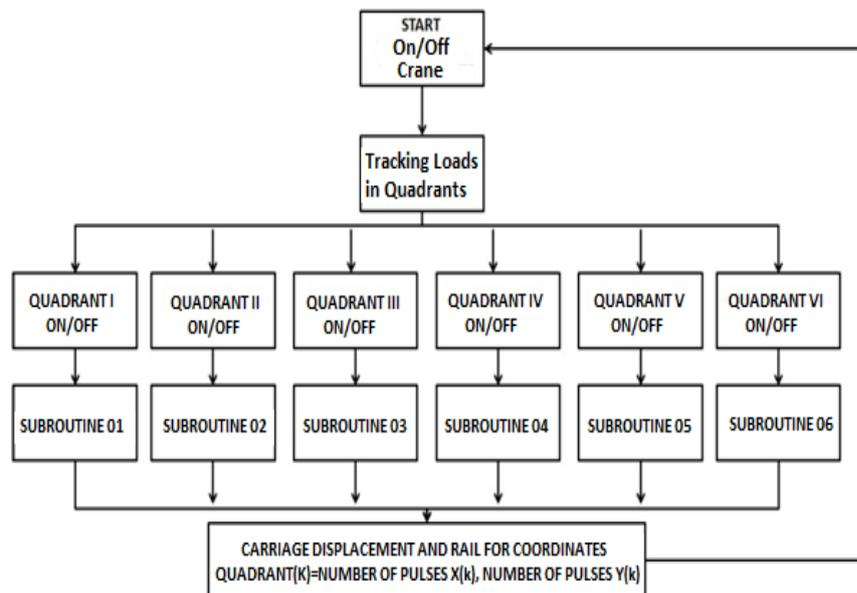 START
On/Off
Crane
Tracking Loads
in Quadrants
QUADRANT I
ON/OFF
QUADRANT II
ON/OFF
QUADRANT III
ON/OFF
QUADRANT IV
ON/OFF
QUADRANT V
ON/OFF
QUADRANT VI
ON/OFF
SUBROUTINE 01
SUBROUTINE 02
SUBROUTINE 03
SUBROUTINE 04
SUBROUTINE 05
SUBROUTINE 06
CARRIAGE DISPLACEMENT AND RAIL FOR COORDINATES
QUADRANT(K)=NUMBER OF PULSES X(k), NUMBER OF PULSES Y(k)